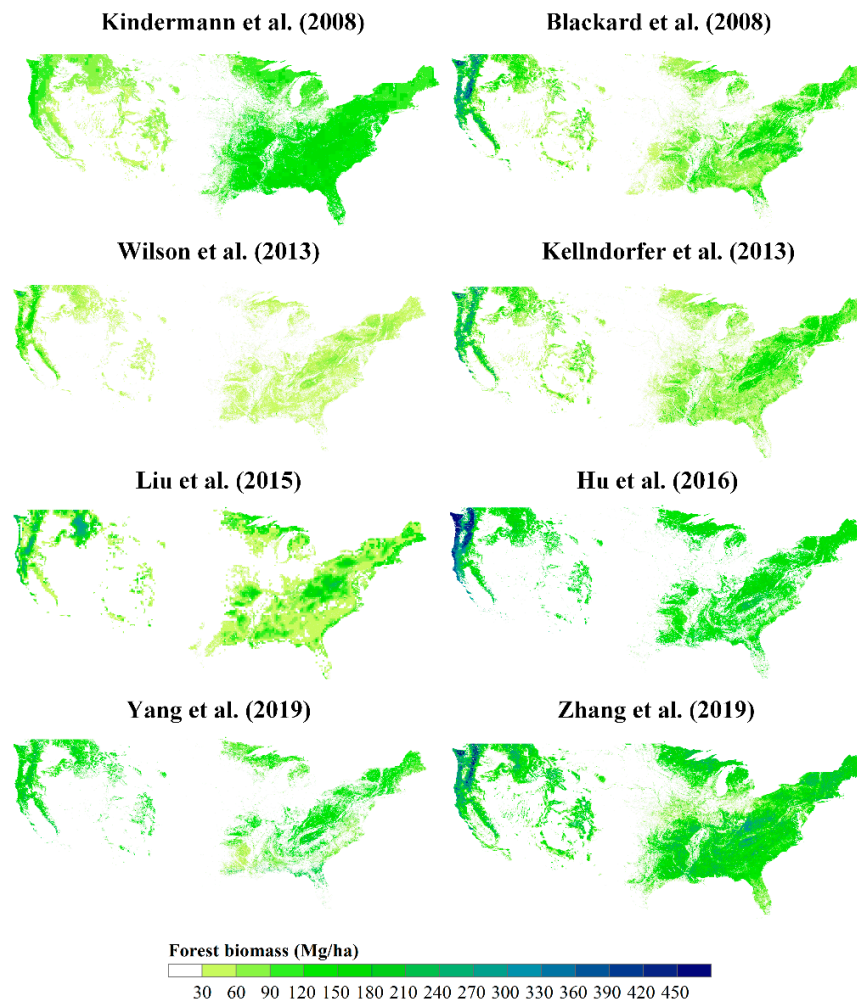 Kindermann et al. (2008)
Blackard et al. (2008)
Wilson et al. (2013)
Kellndorfer et al. (2013)
Liu et al. (2015)
Hu et al. (2016)
Yang et al. (2019)
Zhang et al. (2019)
Forest biomass (Mg/ha)
30 60 90 120 150 180 210 240 270 300 330 360 390 420 450